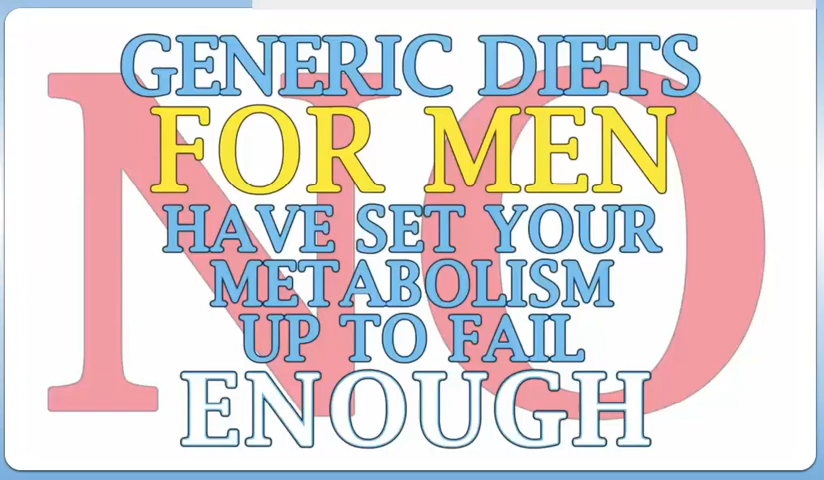 NO
GENERIC DIETS
FOR MEN
HAVE SET YOUR
METABOLISM
UP TO FAIL
ENOUGH